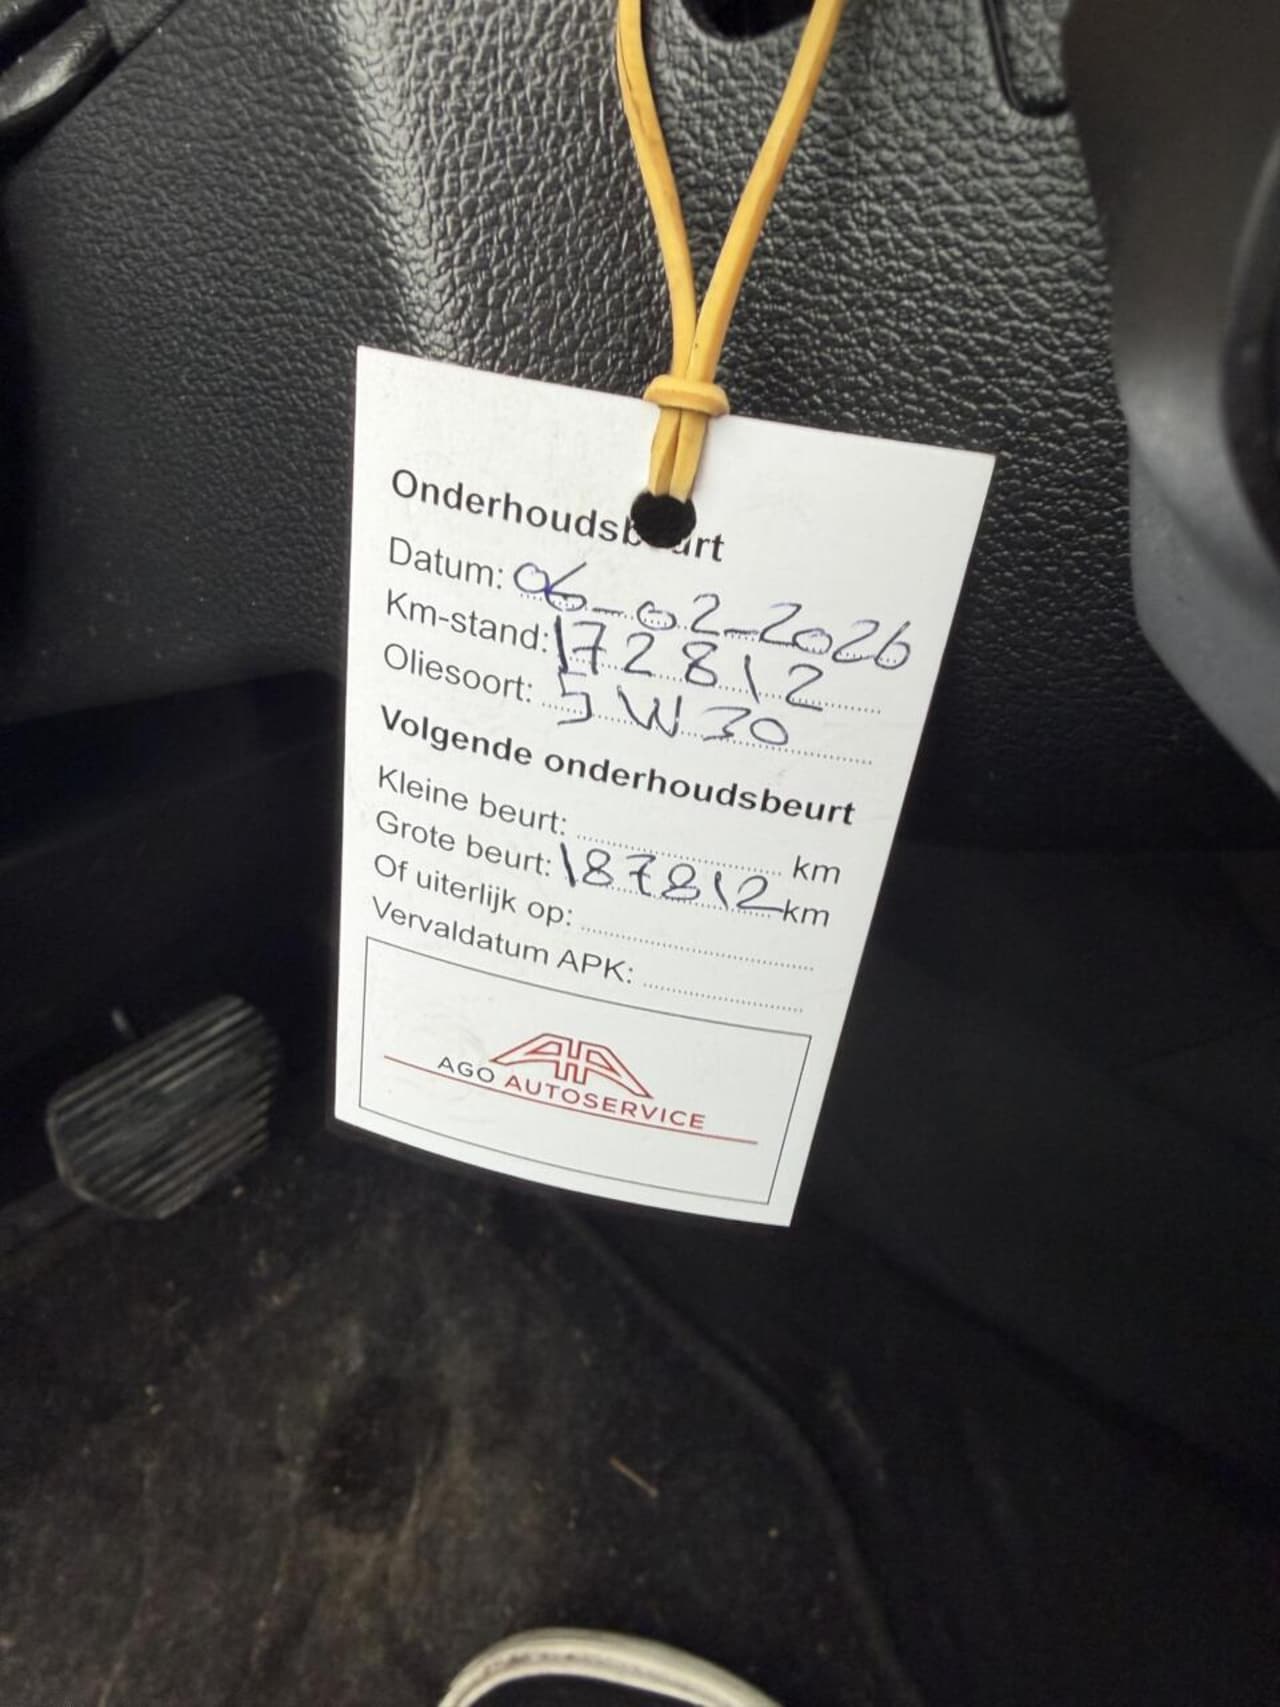 Onderhoudsbeurt
Datum: 06-02-2026
Km-stand: 172812
Oliesoort: 5W30
Volgende onderhoudsbeurt
Kleine beurt: km
Grote beurt: 187812 km
Of uiterlijk op:
Vervaldatum APK:
AGO AUTOSERVICE